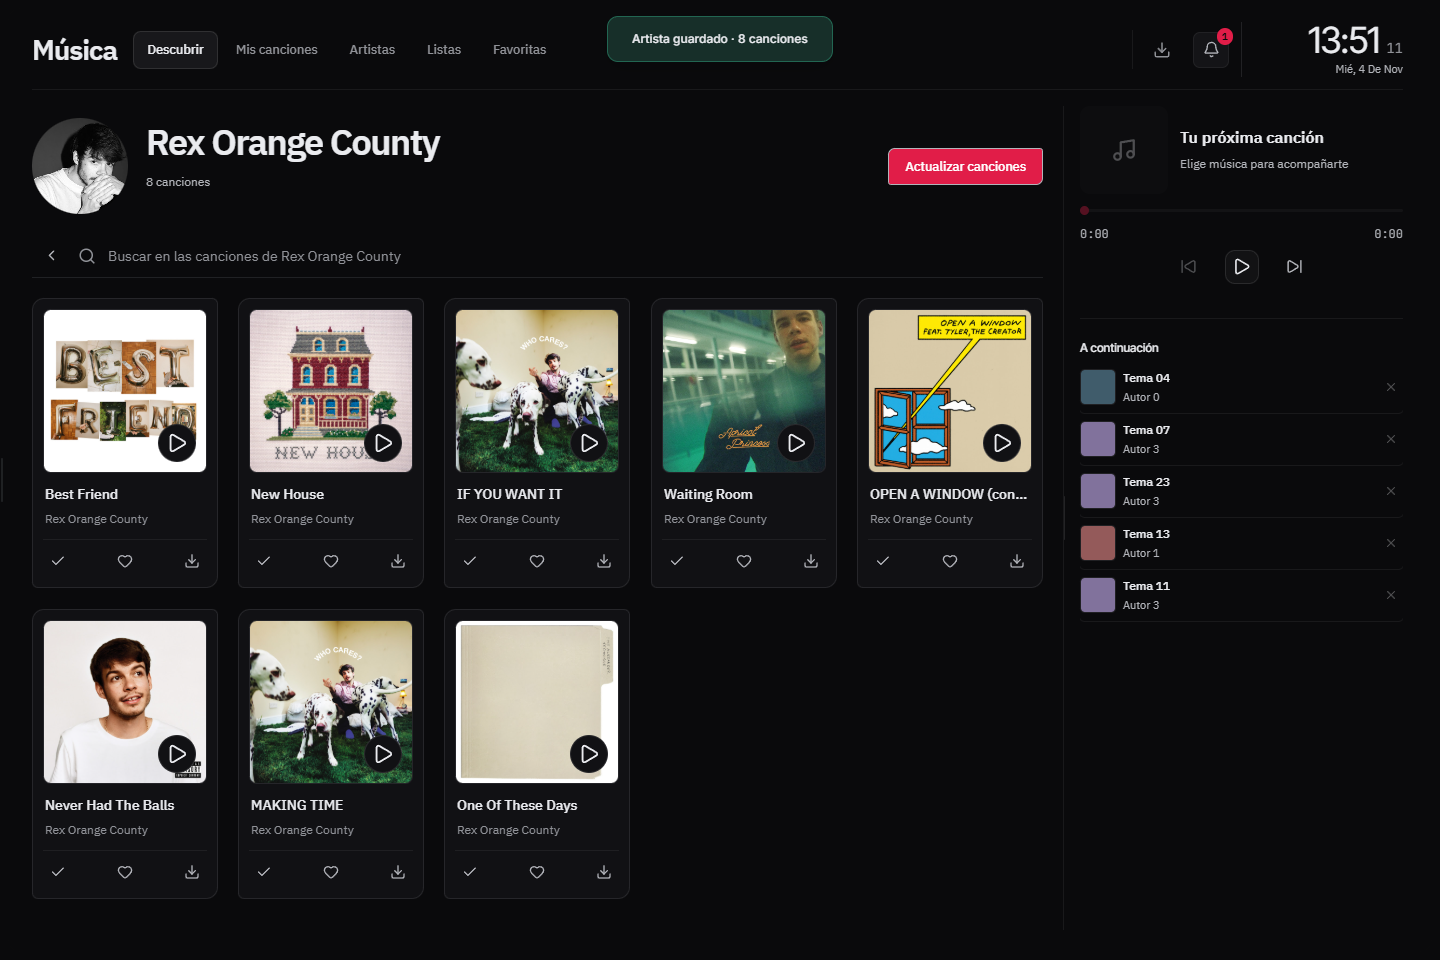 Música
Descubrir
Mis canciones
Artistas
Listas
Favoritas
Artista guardado · 8 canciones
1
13:51 11
Mié, 4 De Nov
Rex Orange County
8 canciones
Actualizar canciones
Buscar en las canciones de Rex Orange County
BEST
FRIEND
Best Friend
Rex Orange County
NEW HOU
New House
Rex Orange County
WHO CARES?
IF YOU WANT IT
Rex Orange County
Apricot
Princess
Waiting Room
Rex Orange County
OPEN A WINDOW
FEAT. TYLER, THE CREATOR
OPEN A WINDOW (con...
Rex Orange County
Never Had The Balls
Rex Orange County
WHO CARES?
MAKING TIME
Rex Orange County
One Of These Days
Rex Orange County
Tu próxima canción
Elige música para acompañarte
0:00
0:00
A continuación
Tema 04
Autor 0
Tema 07
Autor 3
Tema 23
Autor 3
Tema 13
Autor 1
Tema 11
Autor 3